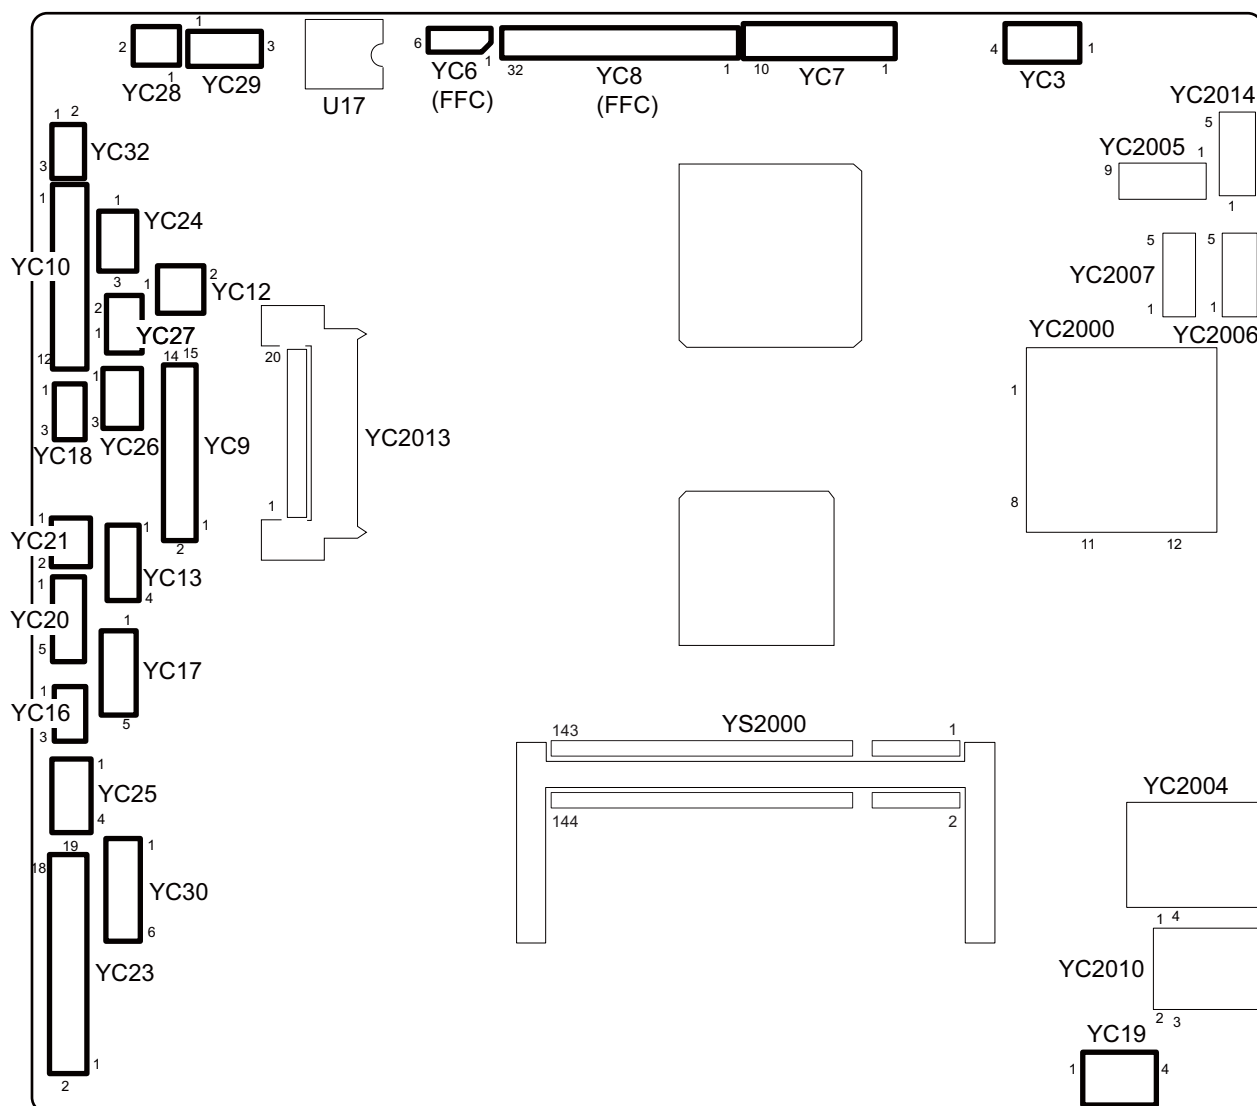 1
2
1
YC28
3
YC29
U17
6
1
YC6
(FFC)
32
1
YC8
(FFC)
10
1
YC7
4
1
YC3
YC2014
5
1
YC2005
9
1
1
2
3
YC32
1
YC10
12
1
YC24
3
1
2
YC12
2
1
YC27
5
YC2007
1
5
1
YC2006
YC2000
1
8
11
12
14
15
YC9
1
2
1
3
YC26
1
3
YC18
20
1
YC2013
1
YC21
2
1
YC13
4
1
YC20
5
1
YC17
5
1
YC16
3
143
YS2000
1
144
2
1
YC25
4
YC2004
1
4
YC2010
2
3
19
18
YC23
1
2
1
YC30
6
YC19
1
4